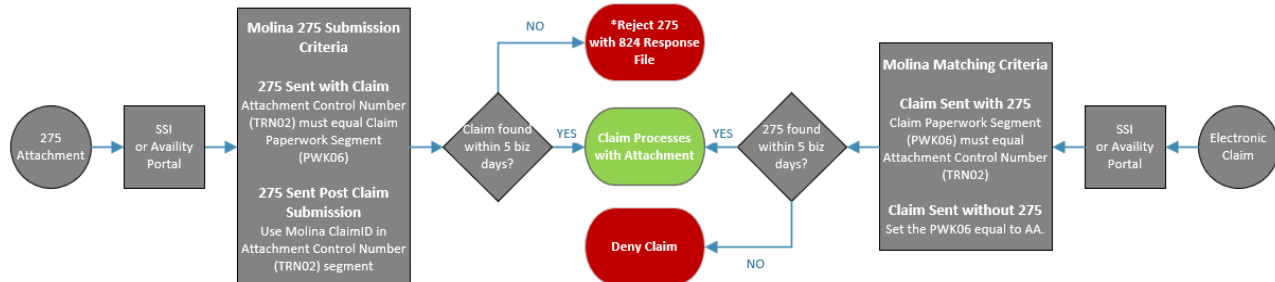 275
Attachment
SSI
or Availity
Portal
Molina 275 Submission
Criteria
275 Sent with Claim
Attachment Control Number
(TRN02) must equal Claim
Paperwork Segment
(PWK06)
275 Sent Post Claim
Submission
Use Molina ClaimID in
Attachment Control Number
(TRN02) segment
Claim found
within 5 biz
days?
NO
YES
*Reject 275
with 824 Response
File
Claim Processes
with Attachment
Deny Claim
YES
NO
275 found
within 5 biz
days?
Molina Matching Criteria
Claim Sent with 275
Claim Paperwork Segment
(PWK06) must equal
Attachment Control Number
(TRN02)
Claim Sent without 275
Set the PWK06 equal to AA.
SSI
or Availity
Portal
Electronic
Claim